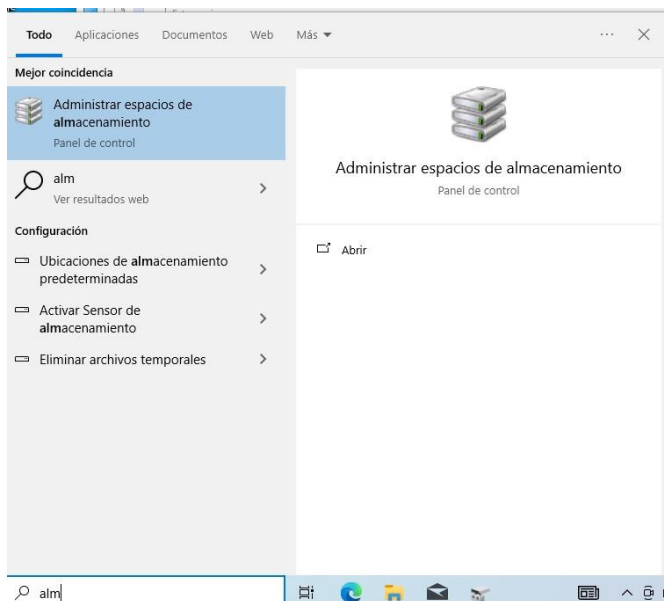 Todo Aplicaciones Documentos Web Más
Mejor coincidencia
Administrar espacios de
almacenamiento
Panel de control
alm
Ver resultados web
Configuración
Ubicaciones de almacenamiento
predeterminadas
Activar Sensor de
almacenamiento
Eliminar archivos temporales
Administrar espacios de almacenamiento
Panel de control
Abrir
alm